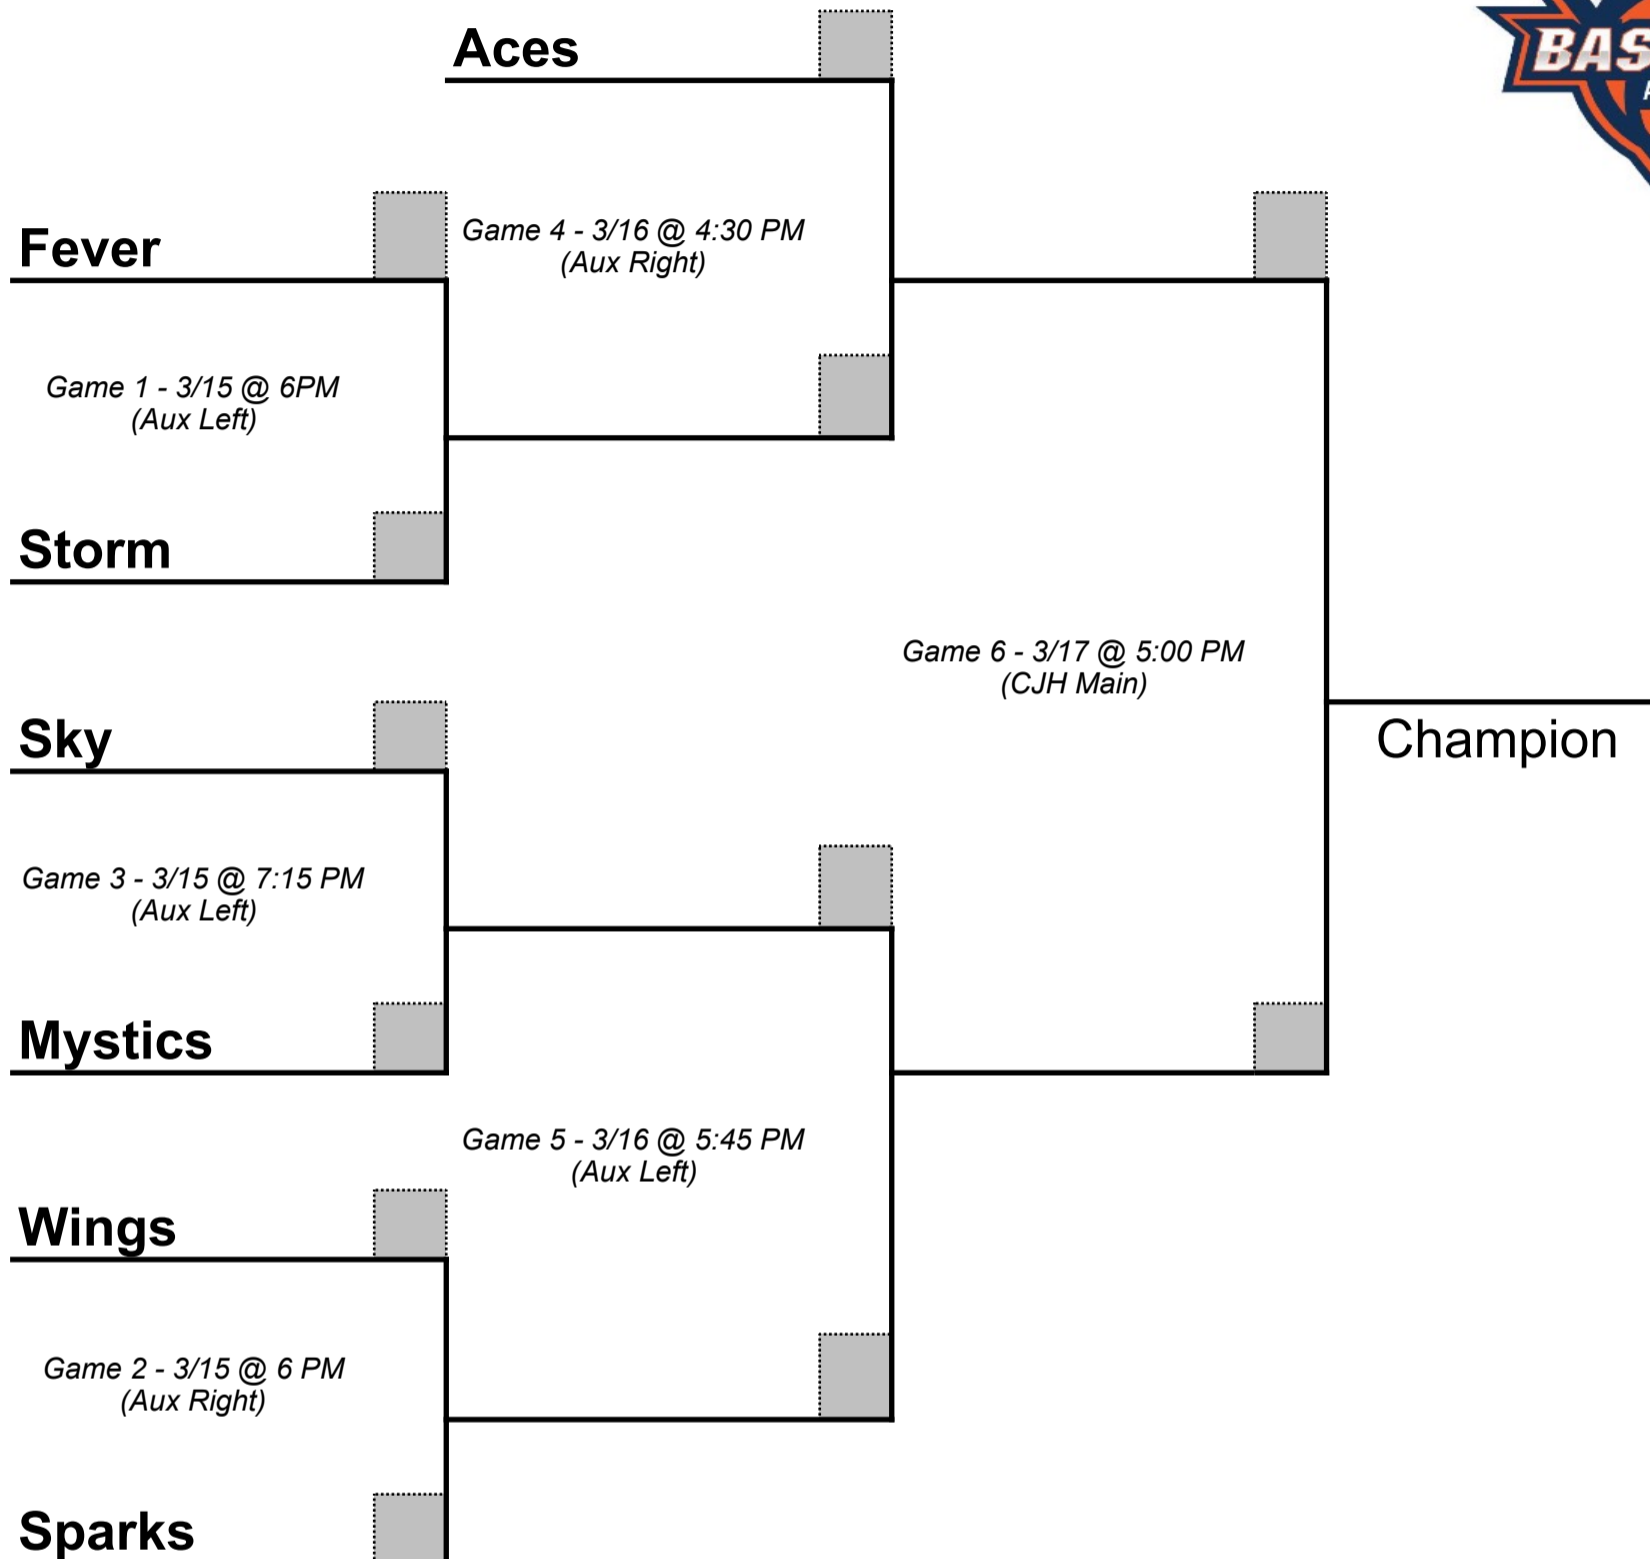 Aces
BAS
Fever
Game 4 - 3/16 @ 4:30 PM
(Aux Right)
Game 1 - 3/15 @ 6PM
(Aux Left)
Storm
Game 6 - 3/17 @ 5:00 PM
(CJH Main)
Sky
Champion
Game 3 - 3/15 @ 7:15 PM
(Aux Left)
Mystics
Game 5 - 3/16 @ 5:45 PM
(Aux Left)
Wings
Game 2 - 3/15 @ 6 PM
(Aux Right)
Sparks